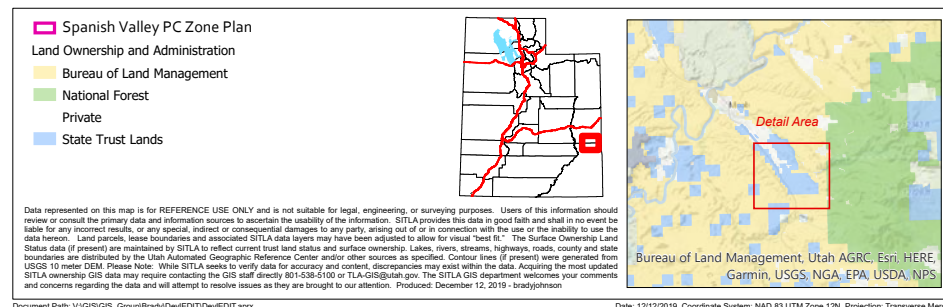 Spanish Valley PC Zone Plan
Land Ownership and Administration
Bureau of Land Management
National Forest
Private
State Trust Lands
Data represented on this map is for REFERENCE USE ONLY and is not suitable for legal, engineering, or surveying purposes. Users of this information should
review or consult the primary data and information sources to ascertain the usability of the information. SITLA provides this data in good faith and shall in no event be
liable for any incorrect results, or any special, indirect or consequential damages to any party, arising out of or in connection with the use or the inability to use the
data hereon. Land parcels, lease boundaries and associated SITLA data layers may have been adjusted to allow for visual "best fit." The Surface Ownership Land
Status data (if present) are maintained by SITLA to reflect current trust land status and surface ownership. Lakes, rivers, streams, highways, roads, county and state
boundaries are distributed by the Utah Automated Geographic Reference Center and/or other sources as specified. Contour lines (if present) were generated from
USGS 10 meter DEM. Please Note: While SITLA seeks to verify data for accuracy and content, discrepancies may exist within the data. Acquiring the most updated
SITLA ownership GIS data may require contacting the GIS staff directly 801-538-5100 or TLA-GIS@utah.gov. The SITLA GIS department welcomes your comments
and concerns regarding the data and will attempt to resolve issues as they are brought to our attention. Produced: December 12, 2019 - bradyjohnson
Moab
Detail Area
Bureau of Land Management, Utah AGRC, Esri, HERE,
Garmin, USGS, NGA, EPA, USDA, NPS
Document Path: V:\GIS\GIS_Group\Brady\Dev\EDIT\DevEDIT.aprx
Date: 12/12/2019 Coordinate System: NAD 83 UTM Zone 12N Projection: Transverse